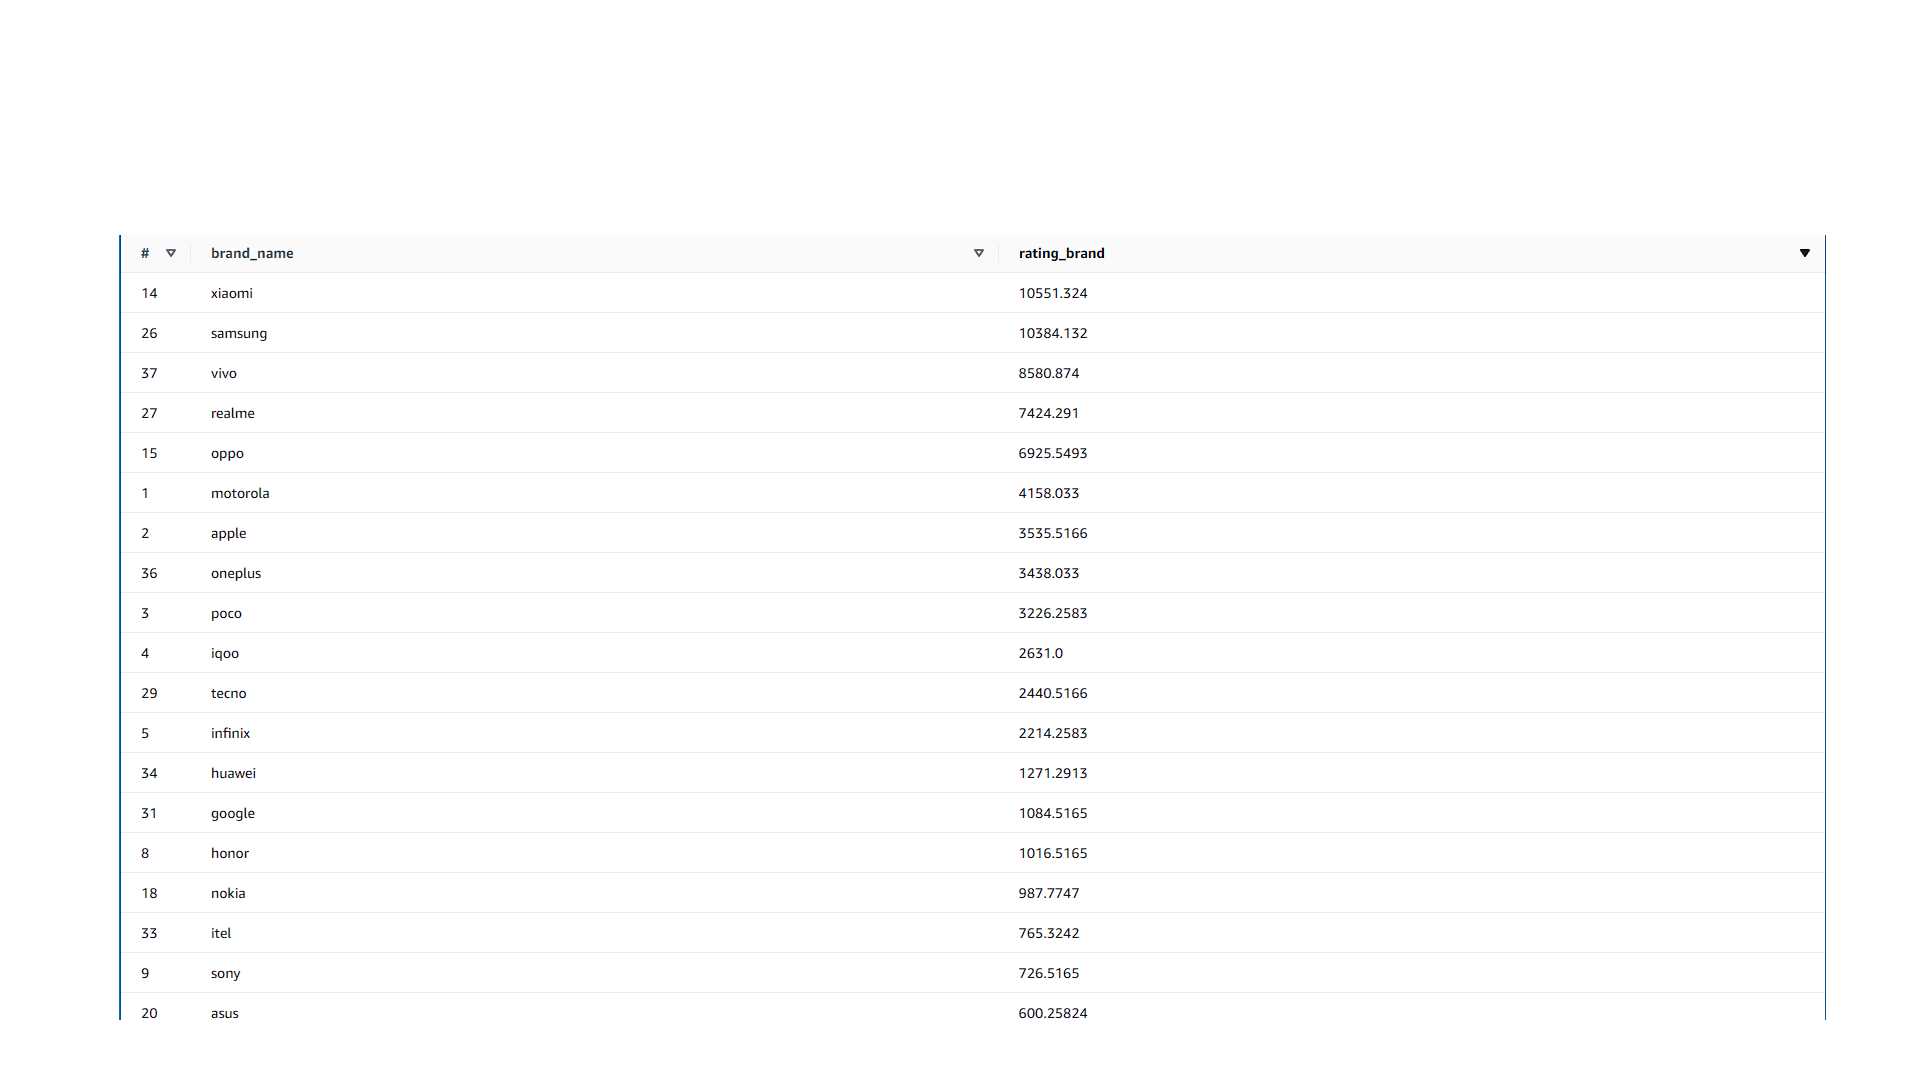 # brand_name rating_brand
14 xiaomi 10551.324
26 samsung 10384.132
37 vivo 8580.874
27 realme 7424.291
15 oppo 6925.5493
1 motorola 4158.033
2 apple 3535.5166
36 oneplus 3438.033
3 poco 3226.2583
4 iqoo 2631.0
29 tecno 2440.5166
5 infinix 2214.2583
34 huawei 1271.2913
31 google 1084.5165
8 honor 1016.5165
18 nokia 987.7747
33 itel 765.3242
9 sony 726.5165
20 asus 600.25824